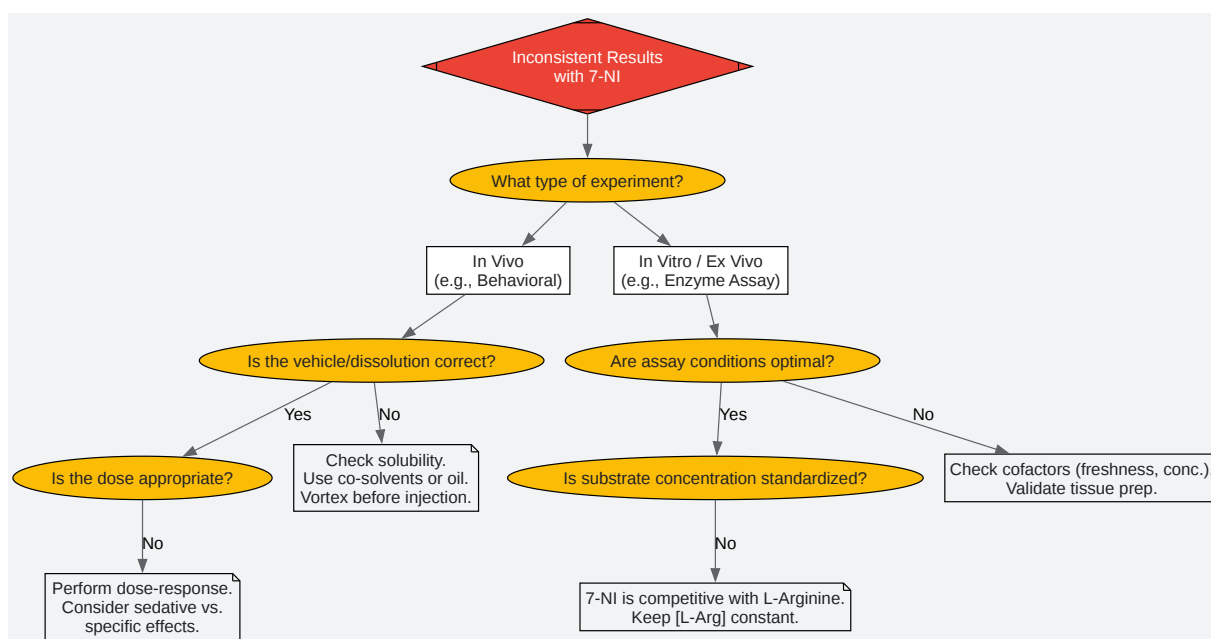 Inconsistent Results
with 7-NI
What type of experiment?
In Vivo
(e.g., Behavioral)
In Vitro / Ex Vivo
(e.g., Enzyme Assay)
Is the vehicle/dissolution correct?
Are assay conditions optimal?
Yes
No
Yes
No
Is the dose appropriate?
Check solubility.
Use co-solvents or oil.
Vortex before injection.
Is substrate concentration standardized?
Check cofactors (freshness, conc.).
Validate tissue prep.
No
No
Perform dose-response.
Consider sedative vs.
specific effects.
7-NI is competitive with L-Arginine.
Keep [L-Arg] constant.